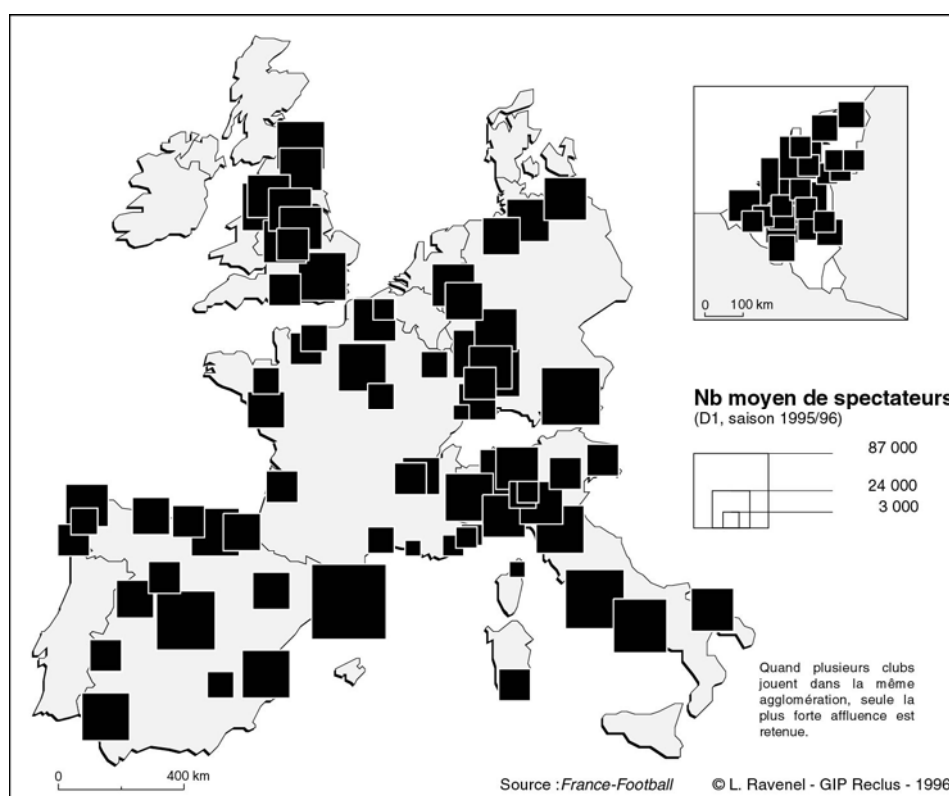 0 100 km
Nb moyen de spectateurs
(D1, saison 1995/96)
87 000
24 000
3 000
Quand plusieurs clubs
jouent dans la même
agglomération, seule la
plus forte affluence est
retenue.
0 400 km
Source : France-Football © L. Ravenel - GIP Reclus - 1996